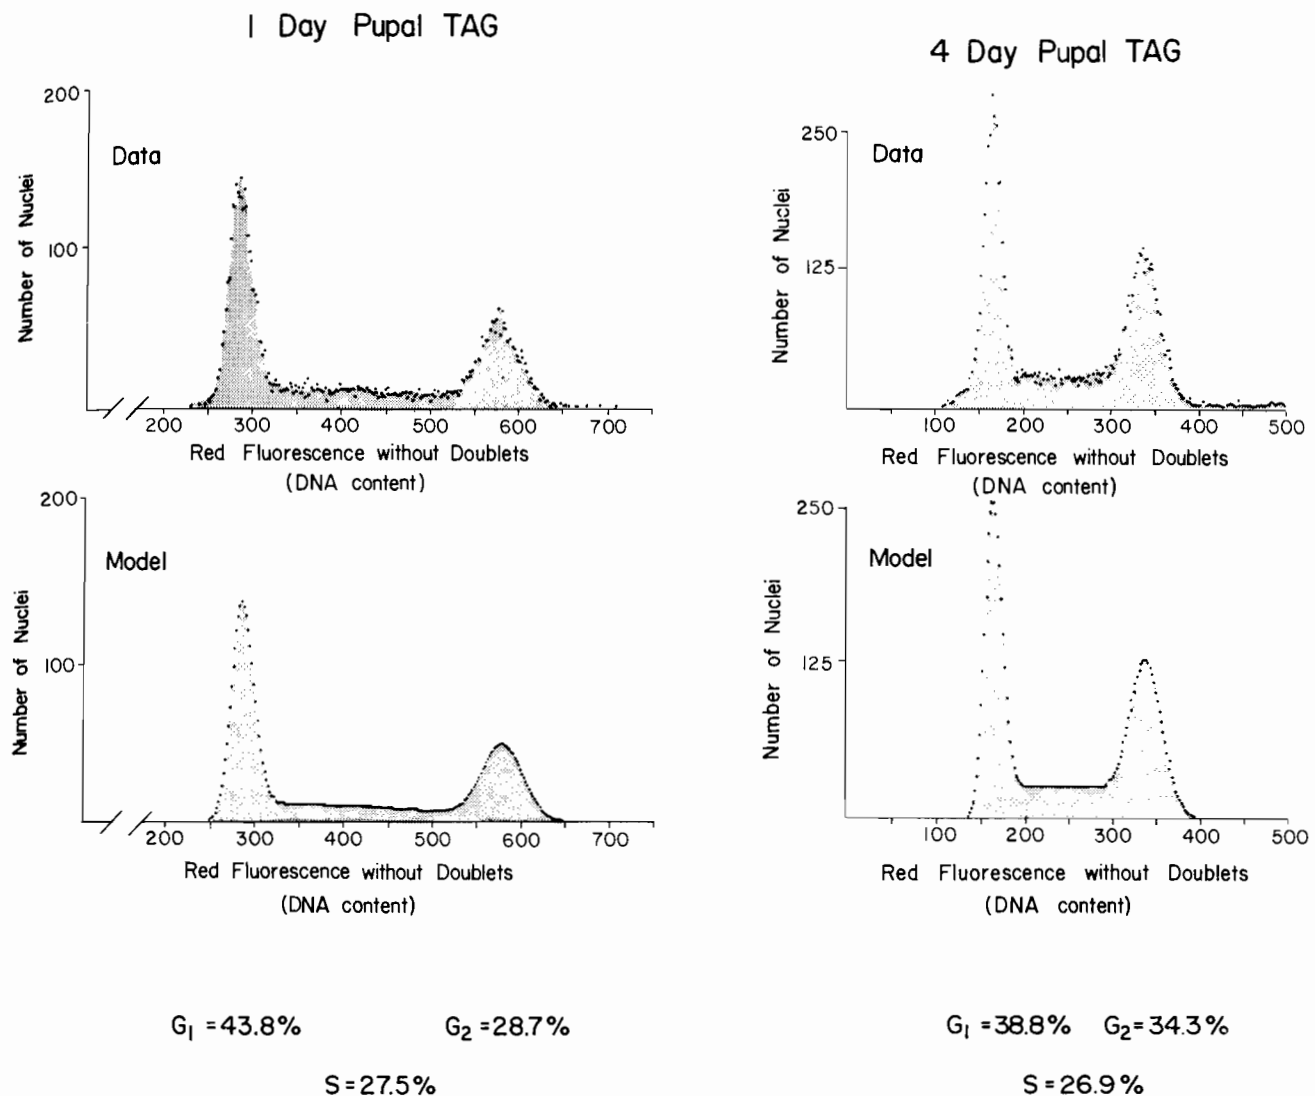 1 Day Pupal TAG
200
100
Number of Nuclei
Data
200 300 400 500 600 700
Red Fluorescence without Doublets
(DNA content)
4 Day Pupal TAG
250
125
Number of Nuclei
Data
100 200 300 400 500
Red Fluorescence without Doublets
(DNA content)
200
100
Number of Nuclei
Model
200 300 400 500 600 700
Red Fluorescence without Doublets
(DNA content)
250
125
Number of Nuclei
Model
100 200 300 400 500
Red Fluorescence without Doublets
(DNA content)
G₁ = 43.8% G₂ = 28.7%
S = 27.5%
G₁ = 38.8% G₂ = 34.3%
S = 26.9%